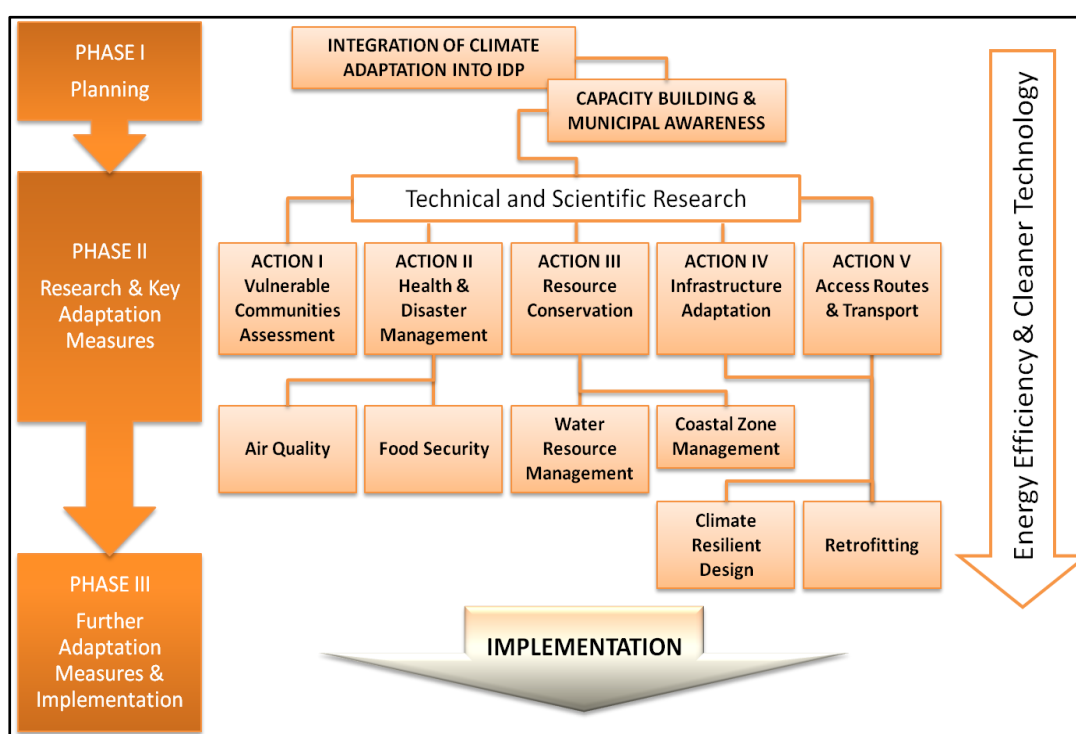 PHASE I
Planning
INTEGRATION OF CLIMATE
ADAPTATION INTO IDP
CAPACITY BUILDING &
MUNICIPAL AWARENESS
PHASE II
Research & Key
Adaptation
Measures
Technical and Scientific Research
ACTION I
Vulnerable
Communities
Assessment
ACTION II
Health &
Disaster
Management
ACTION III
Resource
Conservation
ACTION IV
Infrastructure
Adaptation
ACTION V
Access Routes
& Transport
Air Quality
Food Security
Water
Resource
Management
Coastal Zone
Management
Climate
Resilient
Design
Retrofitting
PHASE III
Further
Adaptation
Measures &
Implementation
IMPLEMENTATION
Energy Efficiency & Cleaner Technology